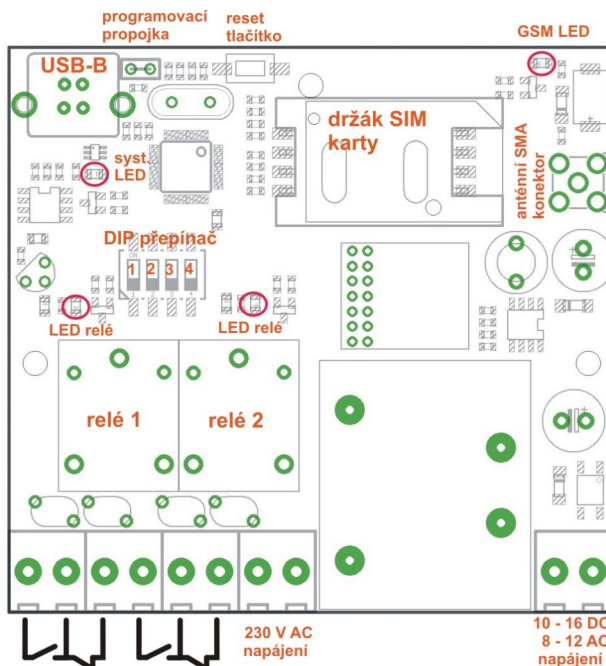 programovací
propojka
reset
tlačítko
GSM LED
USB-B
držák SIM
karty
syst.
LED
anténní SMA
konektor
DIP přepínač
ON
1 2 3 4
LED relé
LED relé
relé 1
relé 2
230 V AC
napájení
10 - 16 DC
8 - 12 AC
napájení